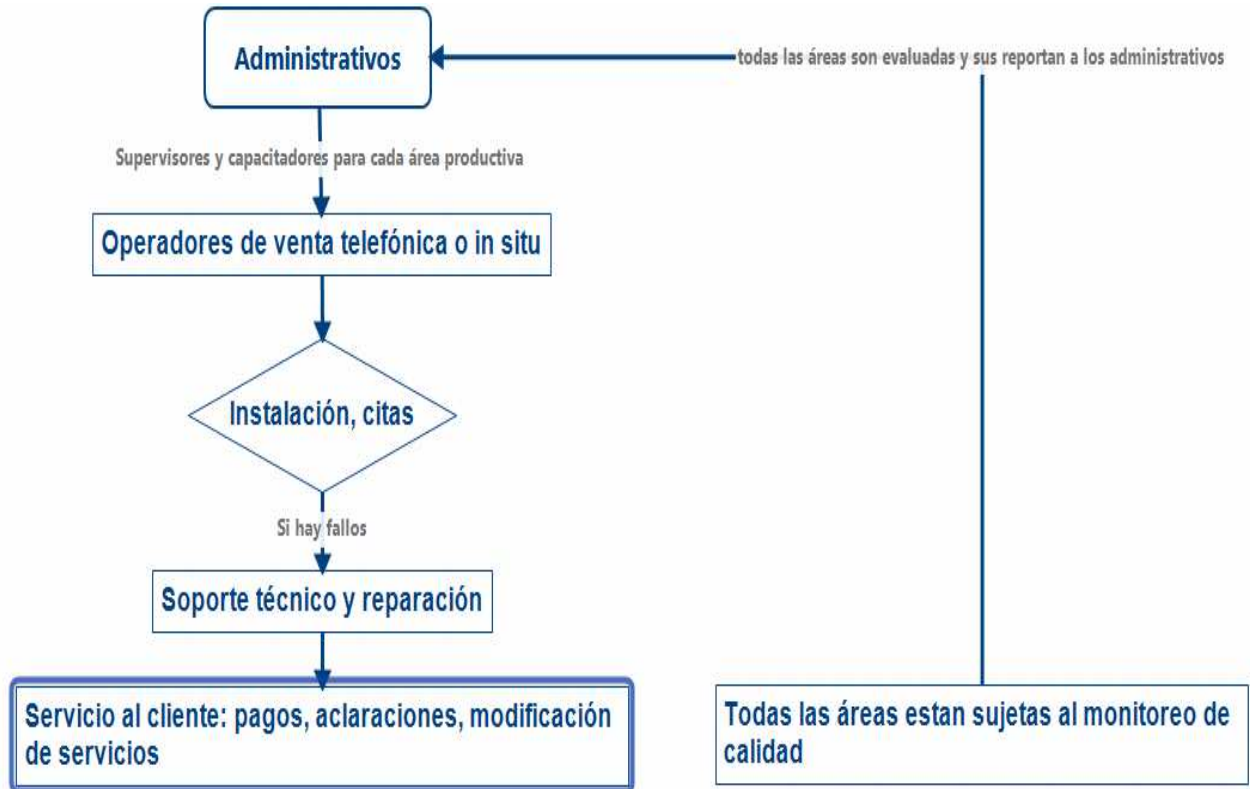 Administrativos
todas las áreas son evaluadas y sus reportan a los administrativos
Supervisores y capacitadores para cada área productiva
Operadores de venta telefónica o in situ
Instalación, citas
Si hay fallos
Soporte técnico y reparación
Servicio al cliente: pagos, aclaraciones, modificación
de servicios
Todas las áreas estan sujetas al monitoreo de
calidad